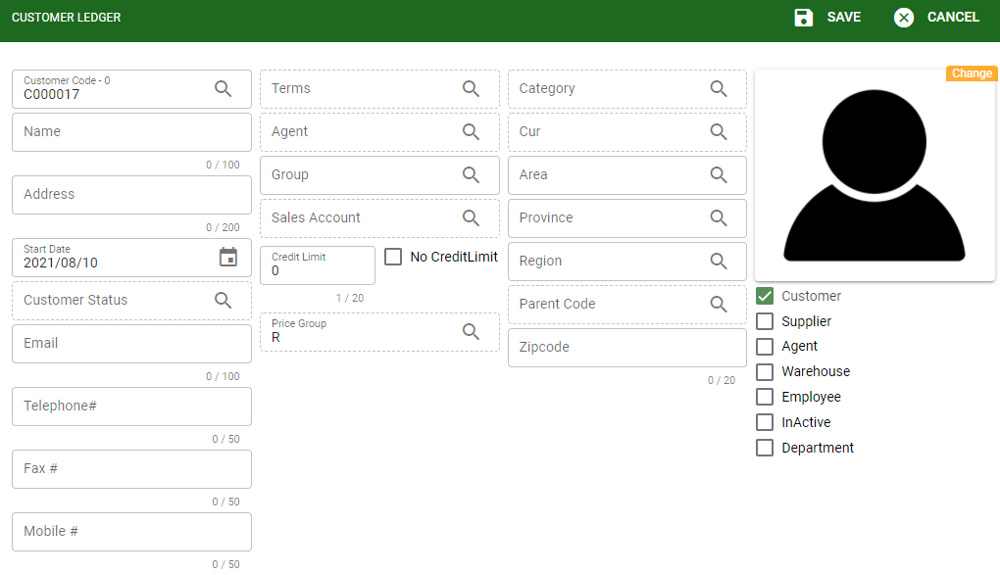 CUSTOMER LEDGER
SAVE
CANCEL
Customer Code - 0
C000017
Name
0 / 100
Address
0 / 200
Start Date
2021/08/10
Customer Status
Email
0 / 100
Telephone#
0 / 50
Fax #
0 / 50
Mobile #
0 / 50
Terms
Agent
Group
Sales Account
Credit Limit
0
No CreditLimit
1 / 20
Price Group
R
Category
Cur
Area
Province
Region
Parent Code
Zipcode
0 / 20
Change
Customer
Supplier
Agent
Warehouse
Employee
InActive
Department